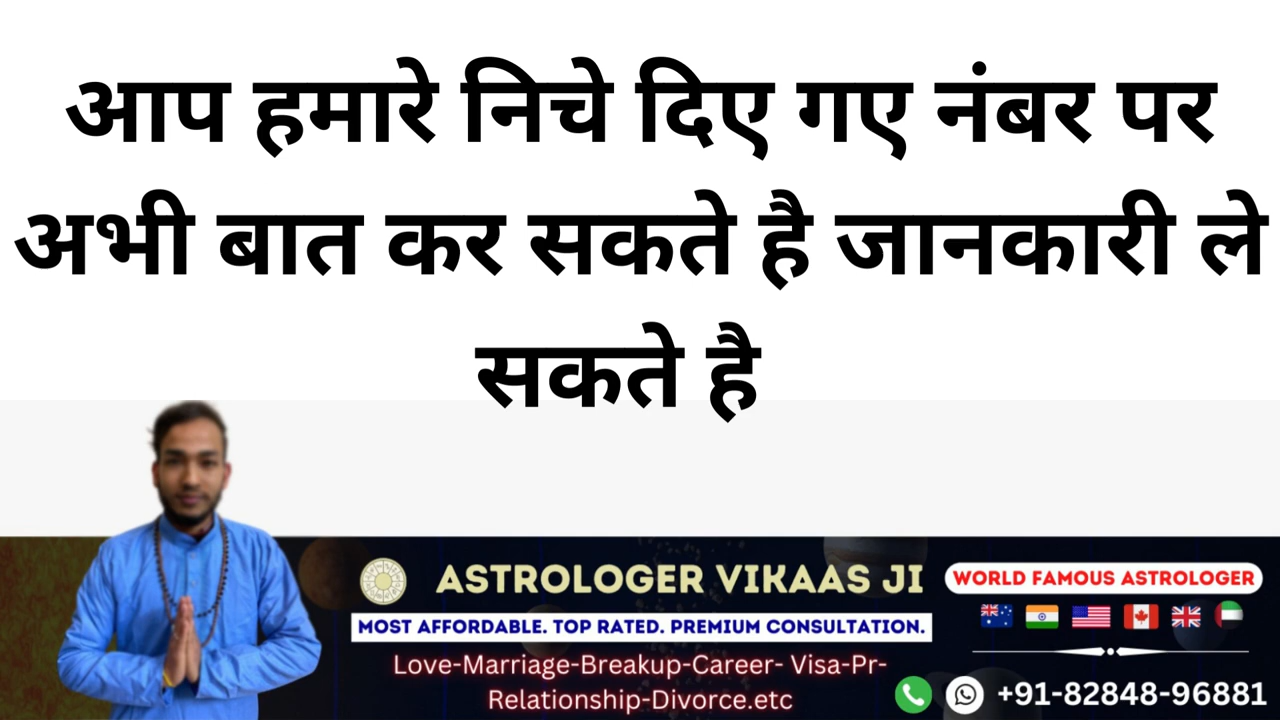 आप हमारे निचे दिए गए नंबर पर
अभी बात कर सकते है जानकारी ले
सकते है
ASTROLOGER VIKAAS JI
MOST AFFORDABLE. TOP RATED. PREMIUM CONSULTATION.
Love-Marriage-Breakup-Career- Visa-Pr-
Relationship-Divorce.etc
WORLD FAMOUS ASTROLOGER
+91-82848-96881